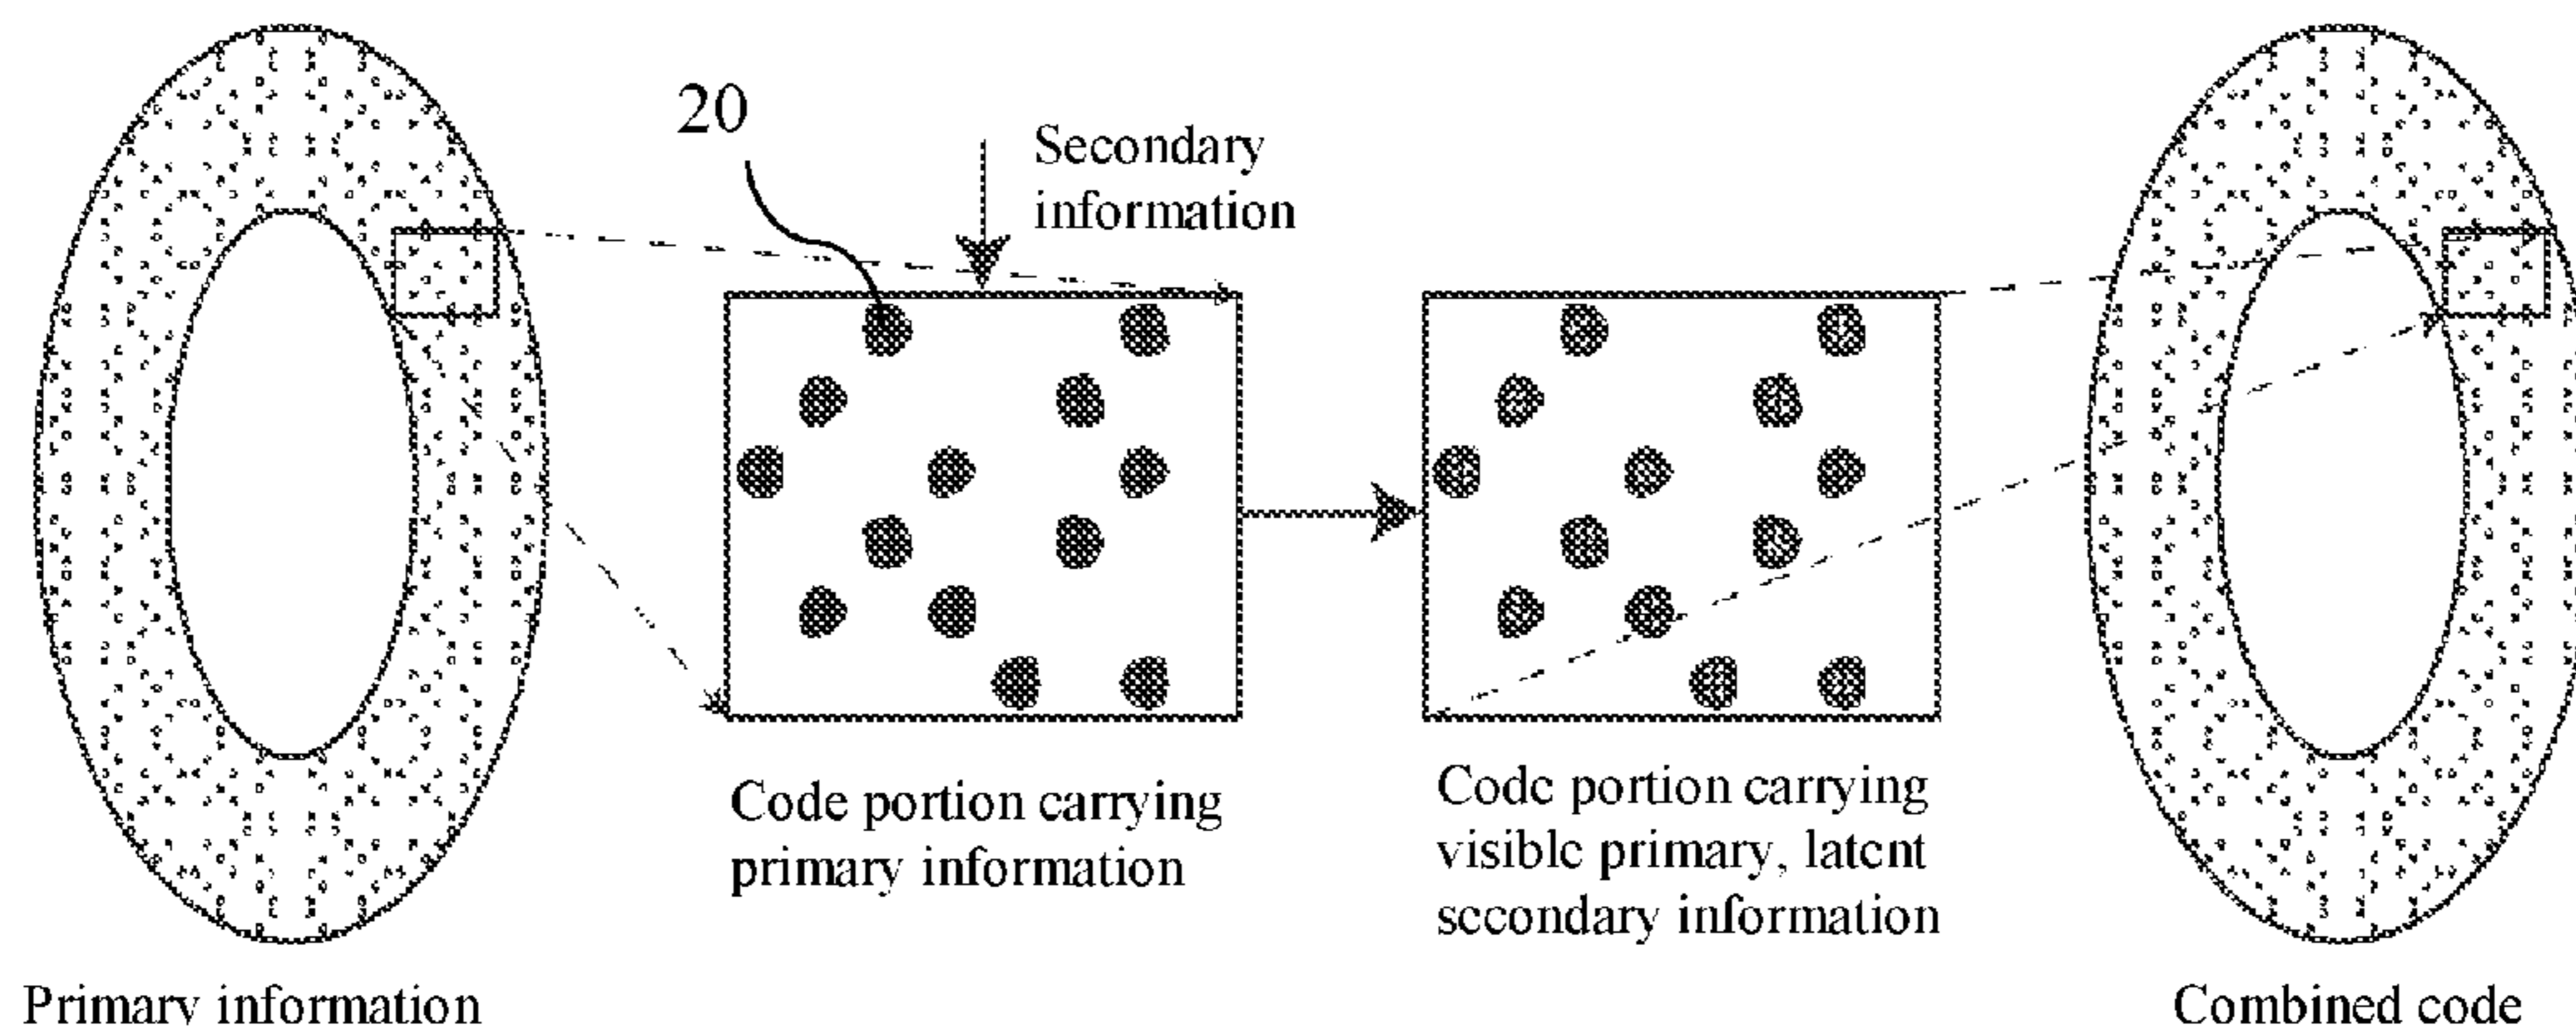 20
Secondary
information
Code portion carrying
primary information
Code portion carrying
visible primary, latent
secondary information
Primary information
Combined code